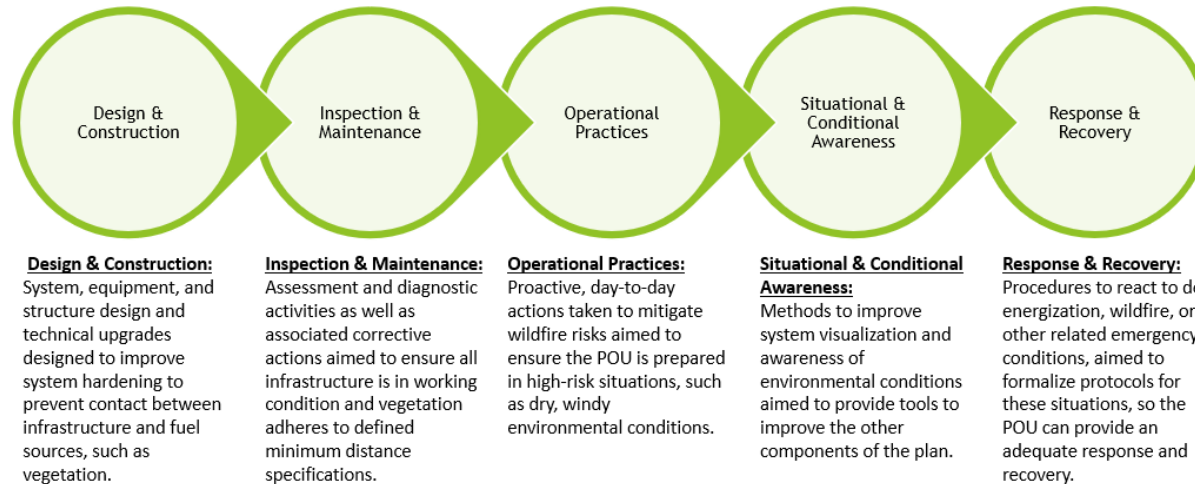 Design &
Construction
Inspection &
Maintenance
Operational
Practices
Situational &
Conditional
Awareness
Response &
Recovery
Design & Construction:
System, equipment, and
structure design and
technical upgrades
designed to improve
system hardening to
prevent contact between
infrastructure and fuel
sources, such as
vegetation.
Inspection & Maintenance:
Assessment and diagnostic
activities as well as
associated corrective
actions aimed to ensure all
infrastructure is in working
condition and vegetation
adheres to defined
minimum distance
specifications.
Operational Practices:
Proactive, day-to-day
actions taken to mitigate
wildfire risks aimed to
ensure the POU is prepared
in high-risk situations, such
as dry, windy
environmental conditions.
Situational & Conditional
Awareness:
Methods to improve
system visualization and
awareness of
environmental conditions
aimed to provide tools to
improve the other
components of the plan.
Response & Recovery:
Procedures to react to
energization, wildfire, or
other related emergency
conditions, aimed to
formalize protocols for
these situations, so the
POU can provide an
adequate response and
recovery.